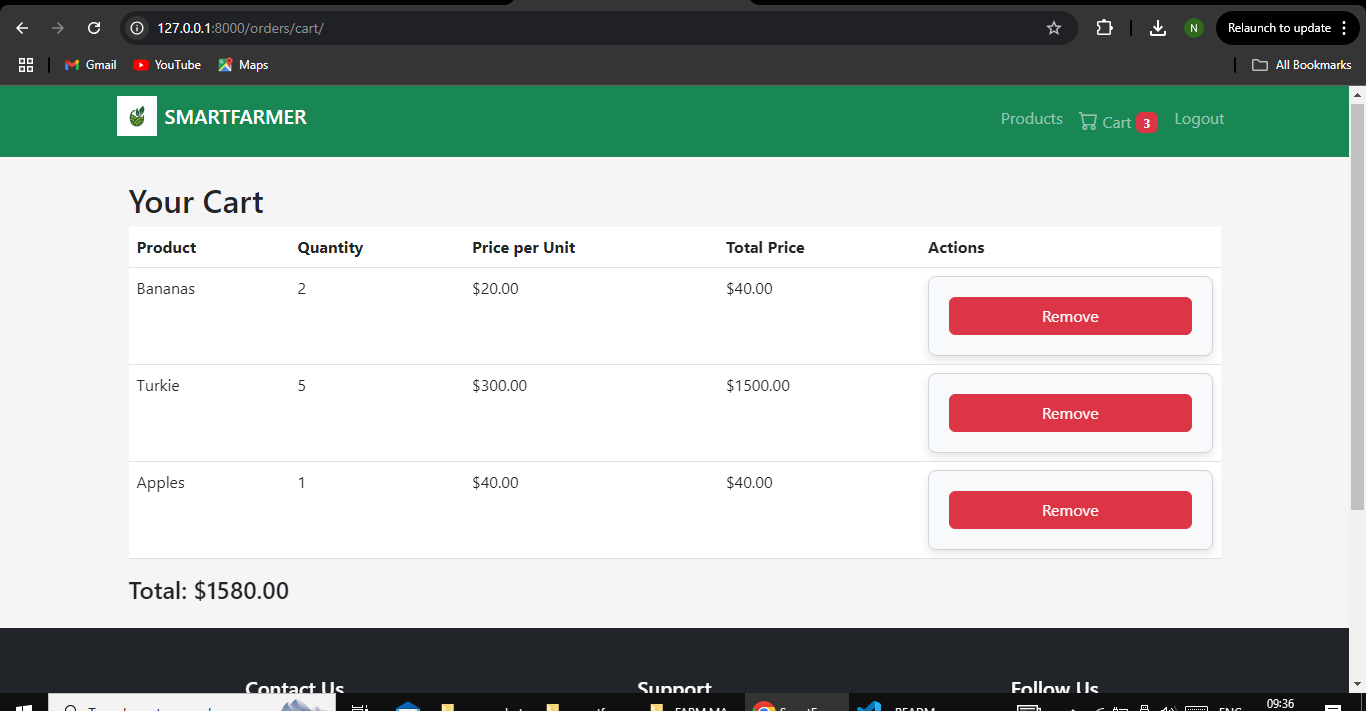 127.0.0.1:8000/orders/cart/
N
Relaunch to update
Gmail
YouTube
Maps
All Bookmarks
SMARTFARMER
Products
Cart 3
Logout
Your Cart
Product Quantity Price per Unit Total Price Actions
Bananas 2 $20.00 $40.00 Remove
Turkie 5 $300.00 $1500.00 Remove
Apples 1 $40.00 $40.00 Remove
Total: $1580.00
Contact Us Support Follow Us
09:36